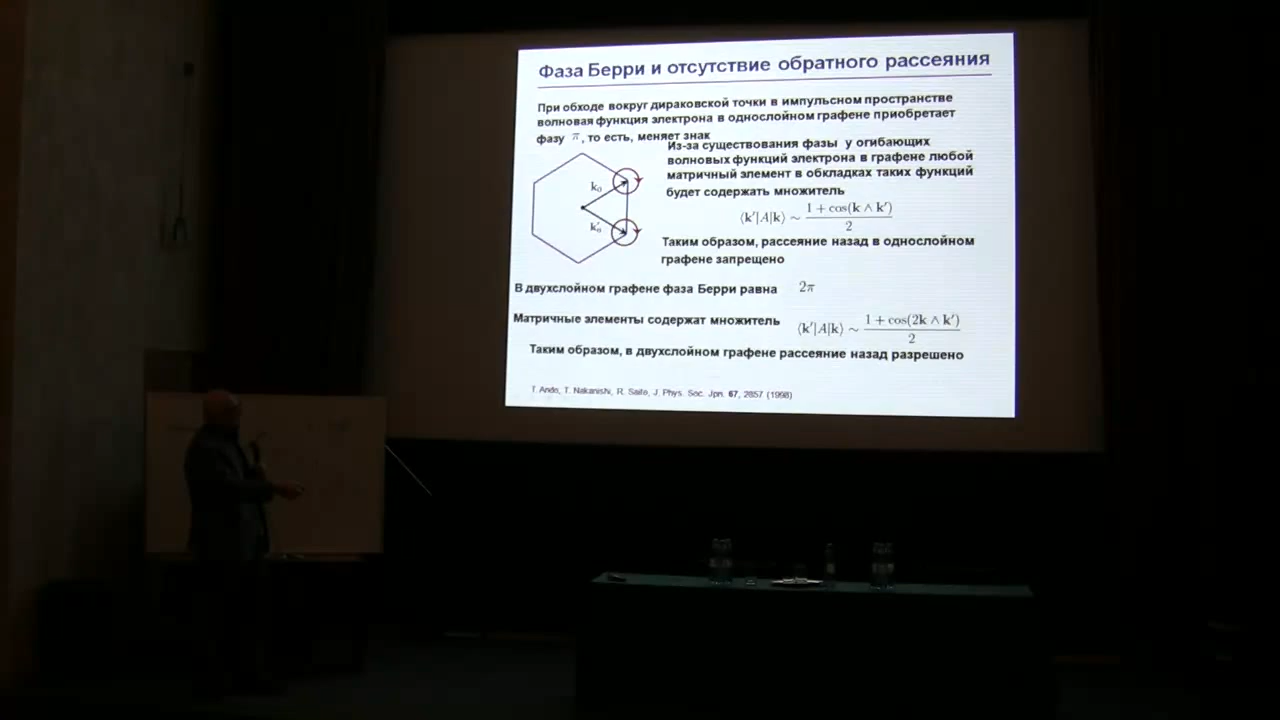 Фаза Берри и отсутствие обратного рассеяния
При обходе вокруг дираковской точки в импульсном пространстве
волновая функция электрона в однослойном графене приобретает
фазу π, то есть, меняет знак
Из-за существования фазы у огибающих
волновых функций электрона в графене любой
матричный элемент в обкладках таких функций
будет содержать множитель
k₀
k₀′
⟨k′|A|k⟩ ∼ (1 + cos(k ∧ k′))/2
Таким образом, рассеяние назад в однослойном
графене запрещено
В двухслойном графене фаза Берри равна 2π
Матричные элементы содержат множитель ⟨k′|A|k⟩ ∼ (1 + cos(2k ∧ k′))/2
Таким образом, в двухслойном графене рассеяние назад разрешено
T. Ando, T. Nakanishi, R. Saito, J. Phys. Soc. Jpn. 67, 2857 (1998)